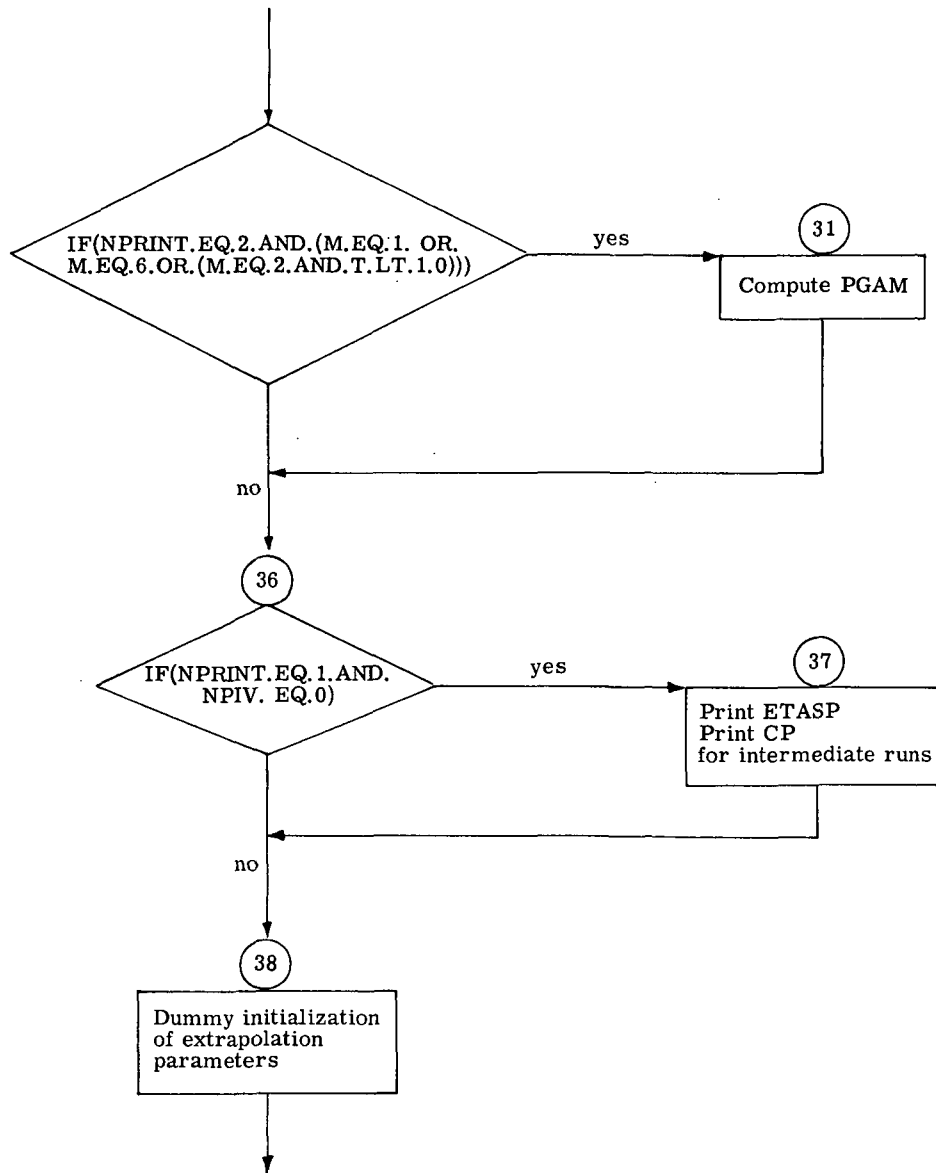 IF(NPRINT.EQ.2.AND.(M.EQ.1. OR.
M.EQ.6.OR.(M.EQ.2.AND.T.LT.1.0)))
yes
31
Compute PGAM
no
36
IF(NPRINT.EQ.1.AND.
NPIV. EQ.0)
yes
37
Print ETASP
Print CP
for intermediate runs
no
38
Dummy initialization
of extrapolation
parameters